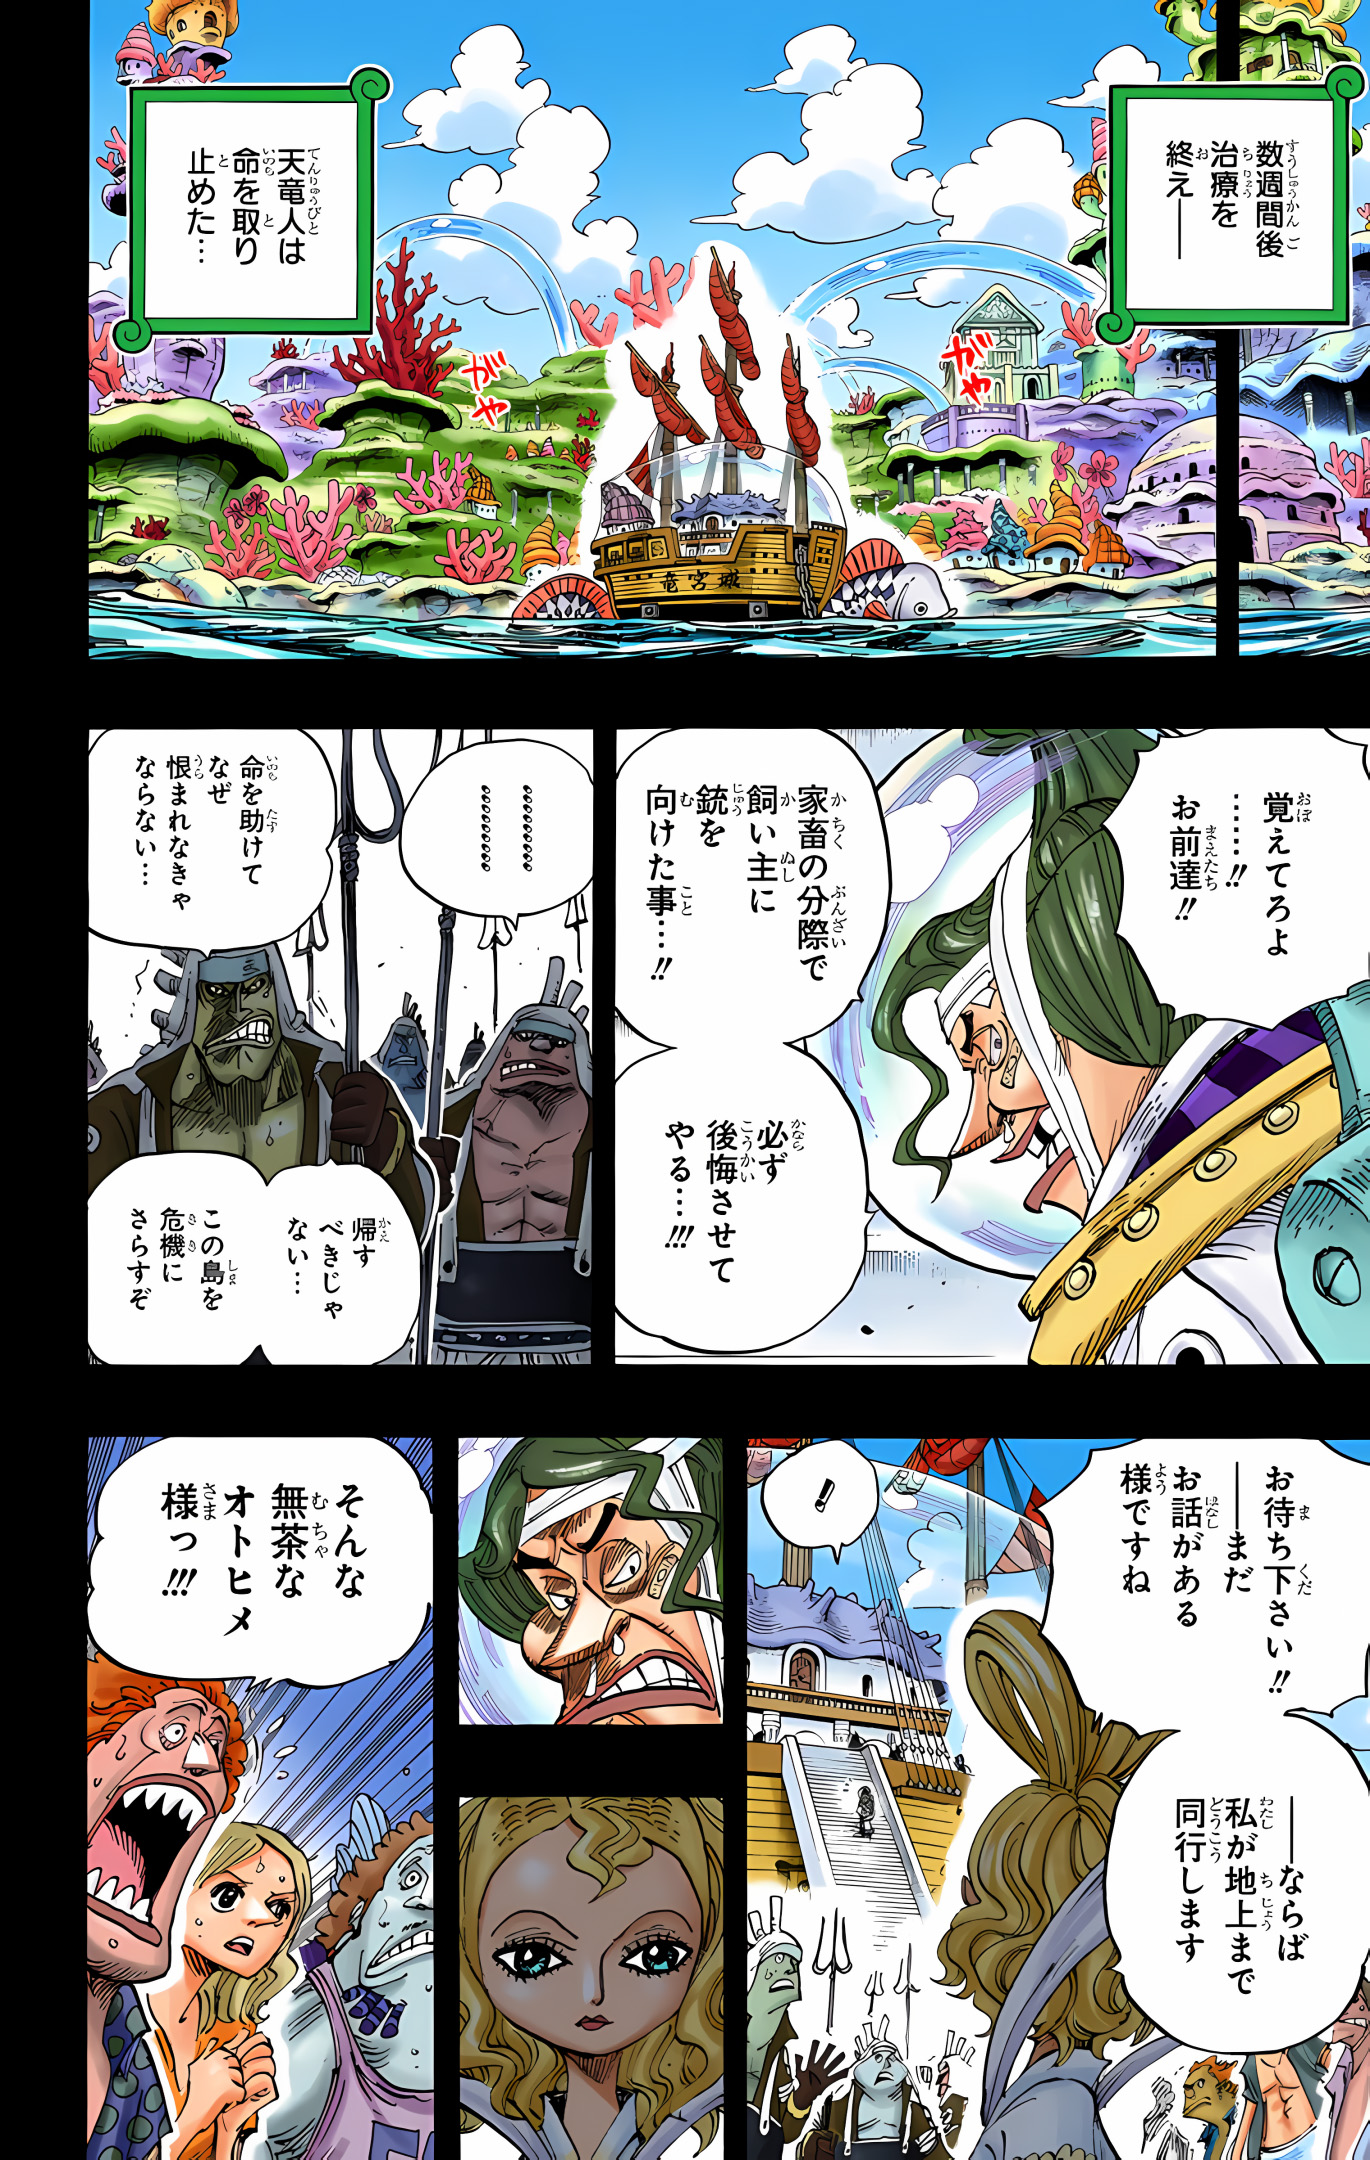 数週間後
治療を
終え──
天竜人は
命を取り
止めた…
ガヤ
ガヤ
竜宮城
覚えてろよ
……!!
お前達!!
家畜の分際で
飼い主に
銃を
向けた事…!!
必ず
後悔させて
やる…!!!
………
………
命を助けて
なぜ
恨まれなきゃ
ならない…
帰す
べきじゃ
ない…
この島を
危機に
さらすぞ
お待ち下さい!!
──まだ
お話がある
様ですね
──ならば
私が地上まで
同行します
!
そんな
無茶な
オトヒメ
様っ!!!